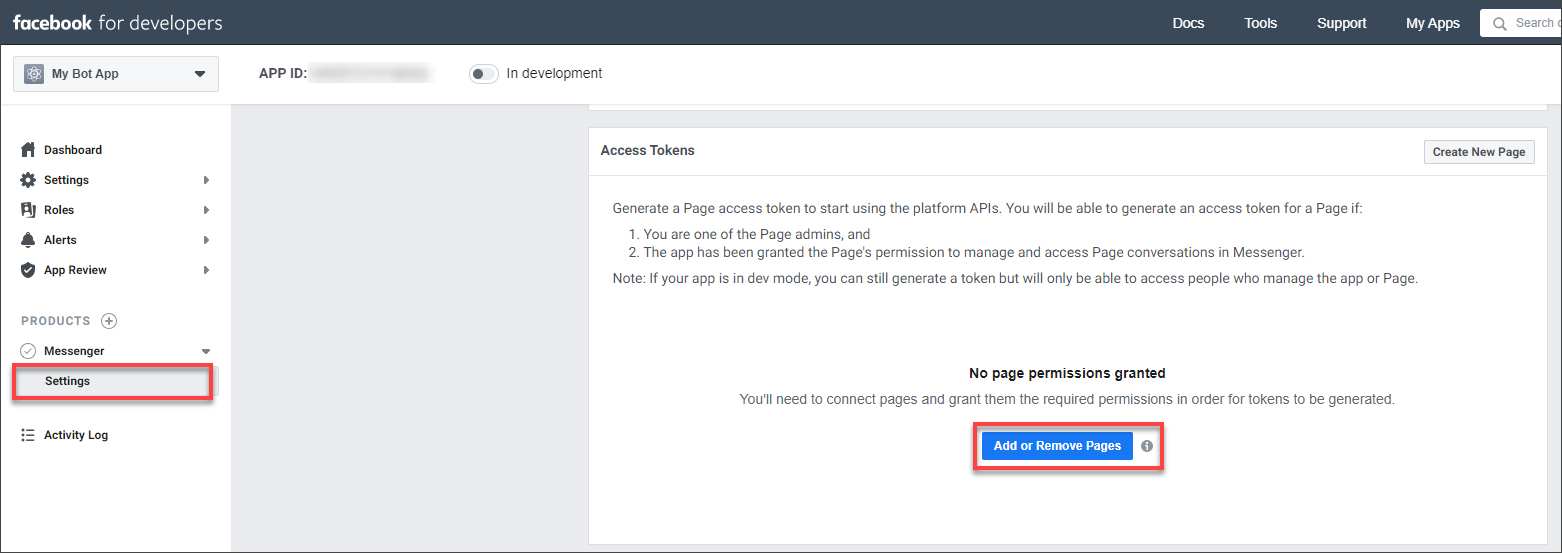 facebook for developers
Docs
Tools
Support
My Apps
Search
My Bot App
APP ID:
In development
Dashboard
Settings
Roles
Alerts
App Review
PRODUCTS
Messenger
Settings
Activity Log
Access Tokens
Create New Page
Generate a Page access token to start using the platform APIs. You will be able to generate an access token for a Page if:
1. You are one of the Page admins, and
2. The app has been granted the Page's permission to manage and access Page conversations in Messenger.
Note: If your app is in dev mode, you can still generate a token but will only be able to access people who manage the app or Page.
No page permissions granted
You'll need to connect pages and grant them the required permissions in order for tokens to be generated.
Add or Remove Pages